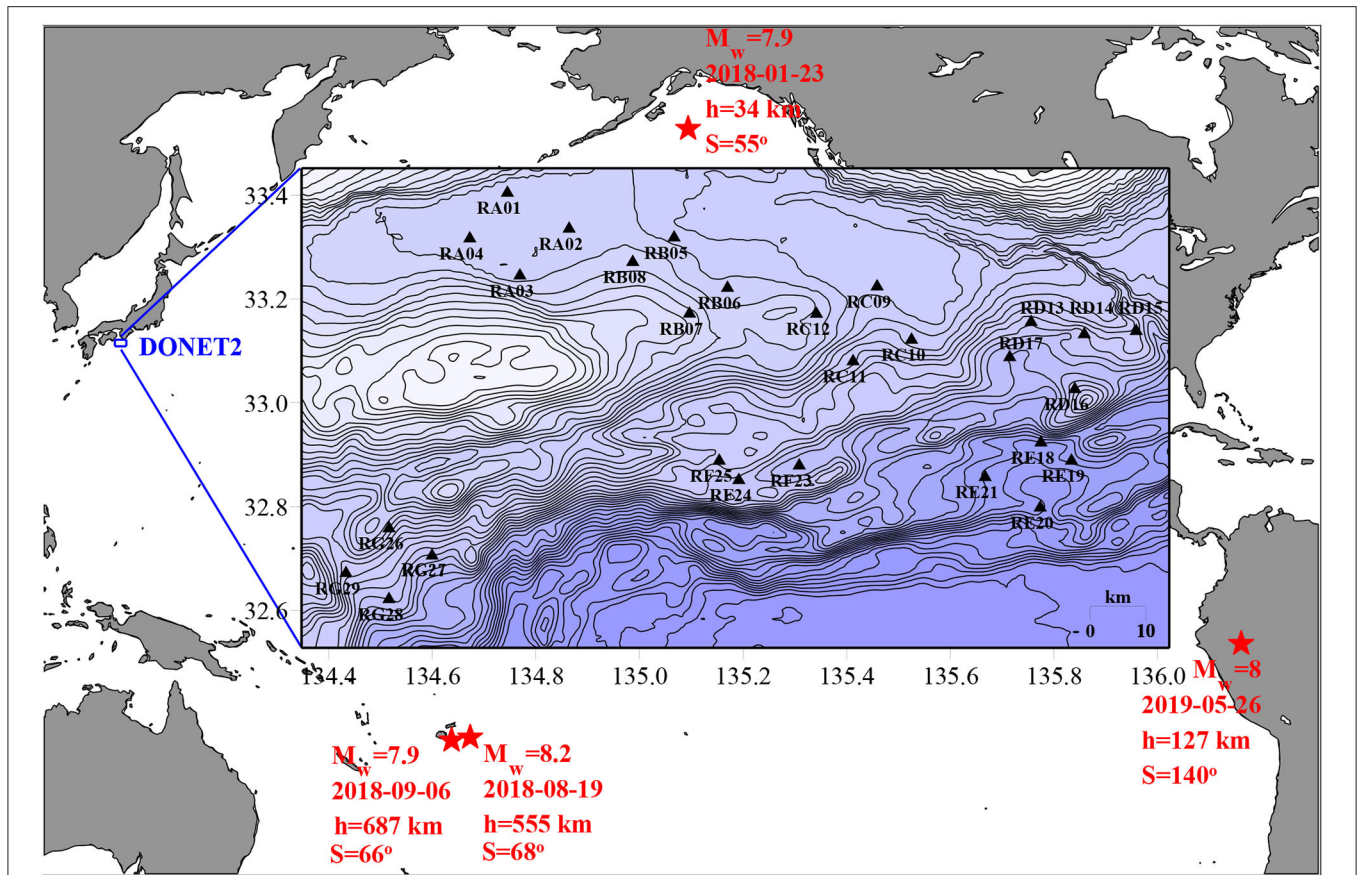 M_w=7.9
2018-01-23
h=34 km
S=55°
33.4
RA01
RA02
RA04
RB05
RB08
RA03
33.2
RB06
RC09
RD13 RD14 RD15
RB07
RC12
RD17
DONET2
RC10
RC11
33.0
RD16
RE18
RE19
RF25
RF23
RE21
RF24
32.8
RE20
RG26
RG27
RG29
km
32.6
RG28
0 10
134.4 134.6 134.8 135.0 135.2 135.4 135.6 135.8 136.0
M_w=8
2019-05-26
h=127 km
S=140°
M_w=7.9
2018-09-06
h=687 km
S=66°
M_w=8.2
2018-08-19
h=555 km
S=68°